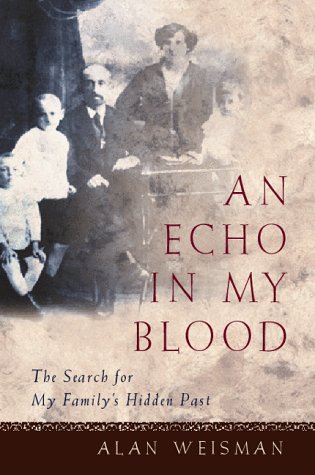 AN
ECHO
IN MY
BLOOD
The Search for
My Family's Hidden Past
ALAN WEISMAN